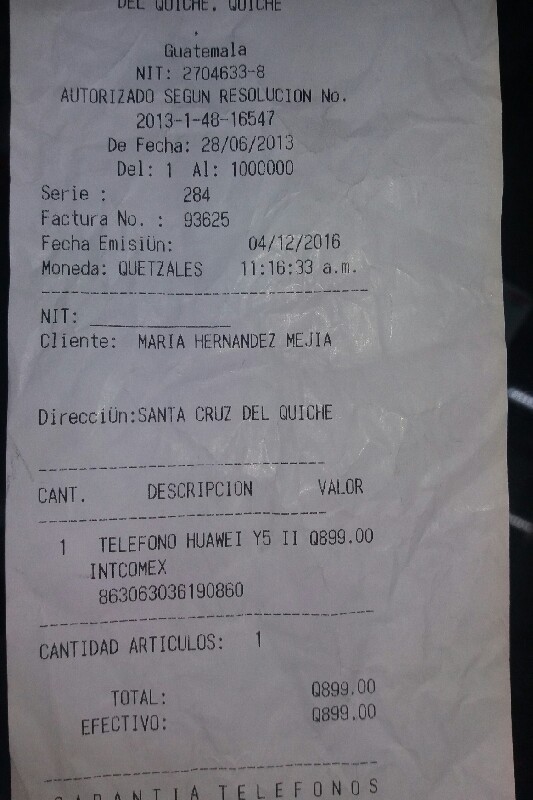 DEL QUICHE, QUICHE
Guatemala
NIT: 2704633-8
AUTORIZADO SEGUN RESOLUCION No.
2013-1-48-16547
De Fecha: 28/06/2013
Del: 1 Al: 1000000
Serie : 284
Factura No. : 93625
Fecha EmisiÜn: 04/12/2016
Moneda: QUETZALES 11:16:33 a.m.
NIT: ______________
Cliente: MARIA HERNANDEZ MEJIA
DirecciÜn:SANTA CRUZ DEL QUICHE
CANT. DESCRIPCION VALOR
1 TELEFONO HUAWEI Y5 II Q899.00
INTCOMEX
863063036190860
CANTIDAD ARTICULOS: 1
TOTAL: Q899.00
EFECTIVO: Q899.00
GARANTIA TELEFONOS